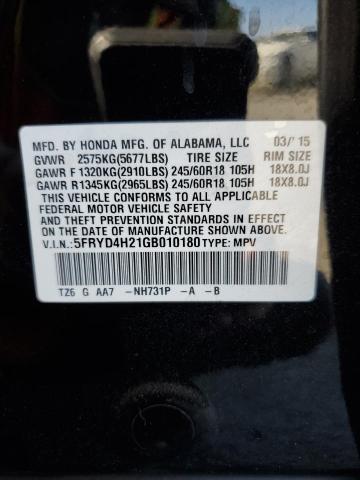 MFD. BY HONDA MFG. OF ALABAMA, LLC 03/'15
GVWR 2575KG(5677LBS) TIRE SIZE RIM SIZE
GAWR F 1320KG(2910LBS) 245/60R18 105H 18X8.0J
GAWR R1345KG(2965LBS) 245/60R18 105H 18X8.0J
THIS VEHICLE CONFORMS TO ALL APPLICABLE
FEDERAL MOTOR VEHICLE SAFETY
AND THEFT PREVENTION STANDARDS IN EFFECT ON THE
DATE OF MANUFACTURE SHOWN ABOVE.
V.I.N:5FRYD4H21GB010180 TYPE: MPV
TZ6 G AA7 -NH731P -A -B